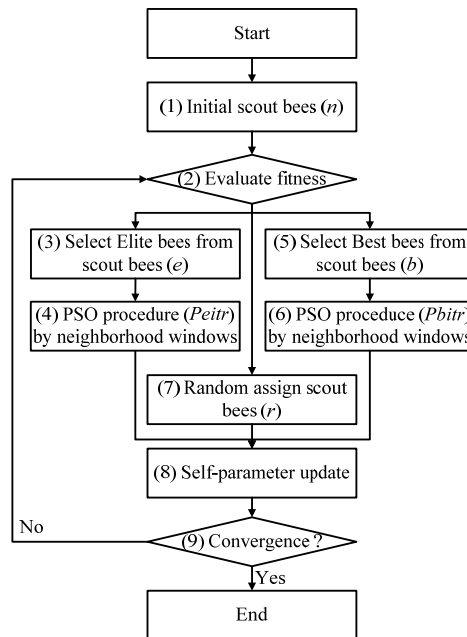 Start
(1) Initial scout bees (n)
(2) Evaluate fitness
(3) Select Elite bees from
scout bees (e)
(5) Select Best bees from
scout bees (b)
(4) PSO procedure (Peitr)
by neighborhood windows
(6) PSO produce (Pbitr)
by neighborhood windows
(7) Random assign scout
bees (r)
(8) Self-parameter update
No
(9) Convergence ?
Yes
End